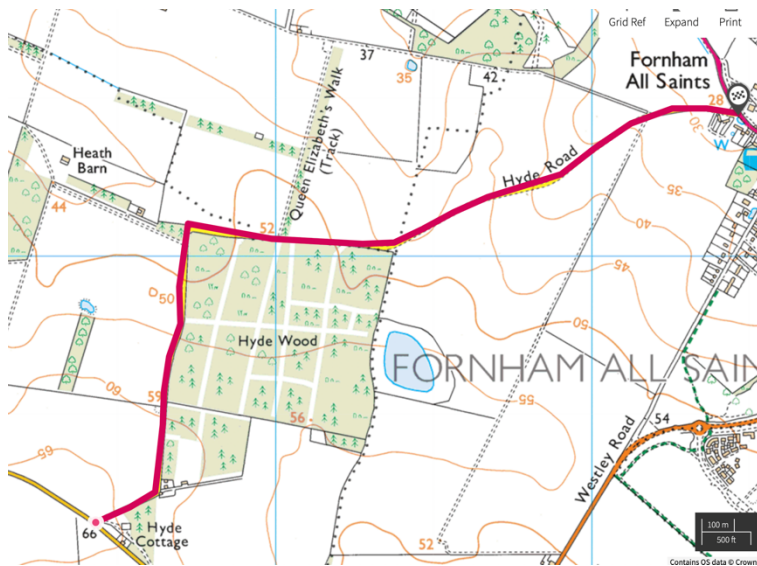 Grid Ref Expand Print
37
35
42
Fornham
All Saints
28
30
W
35
Queen Elizabeth's Walk
(Track)
Hyde Road
Heath
Barn
44
52
40
45
50
50
Hyde Wood
FORNHAM ALL SAIN
60
59
56
55
54
65
Westley Road
66
Hyde
Cottage
52
100 m
500 ft
Contains OS data © Crown